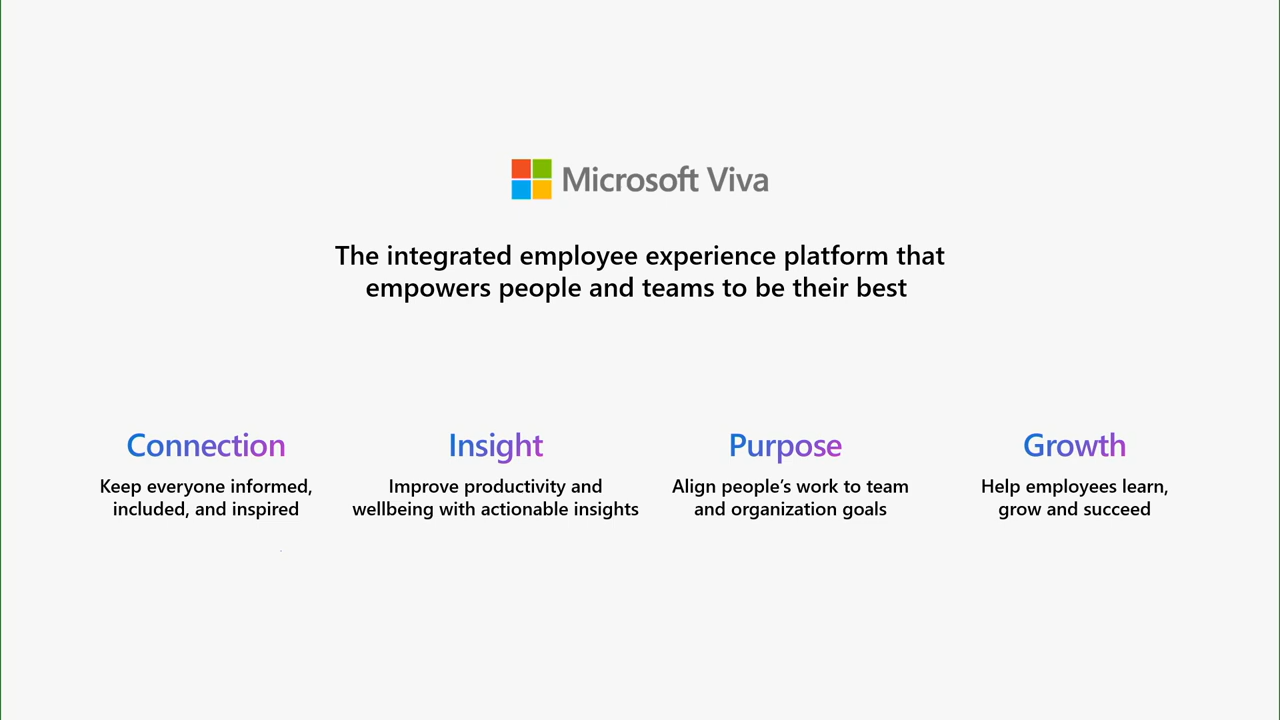 Microsoft Viva
The integrated employee experience platform that
empowers people and teams to be their best
Connection
Keep everyone informed,
included, and inspired
Insight
Improve productivity and
wellbeing with actionable insights
Purpose
Align people’s work to team
and organization goals
Growth
Help employees learn,
grow and succeed